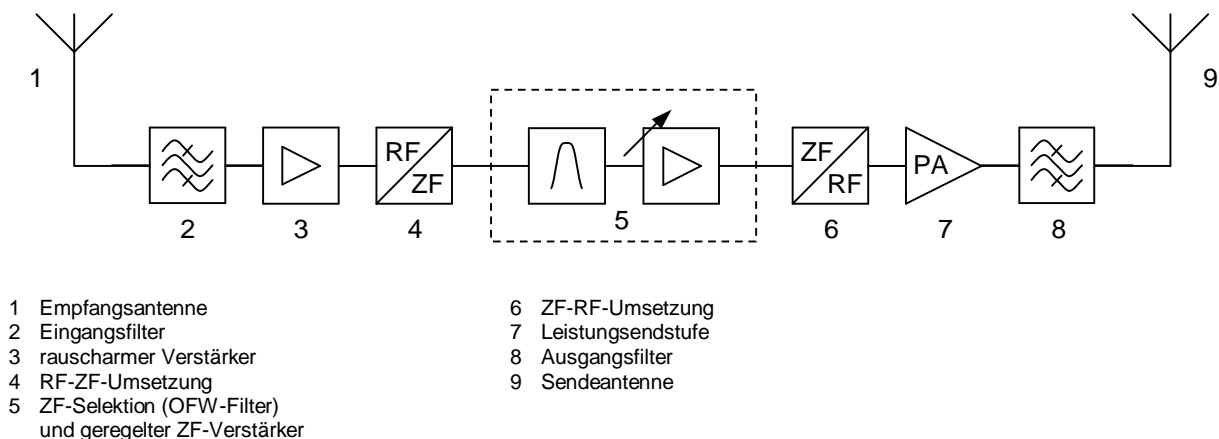 1
9
RF
ZF
ZF
RF
PA
2
3
4
5
6
7
8
1 Empfangsantenne
2 Eingangsfilter
3 rauscharmer Verstärker
4 RF-ZF-Umsetzung
5 ZF-Selektion (OFW-Filter)
und geregelter ZF-Verstärker
6 ZF-RF-Umsetzung
7 Leistungsendstufe
8 Ausgangsfilter
9 Sendeantenne